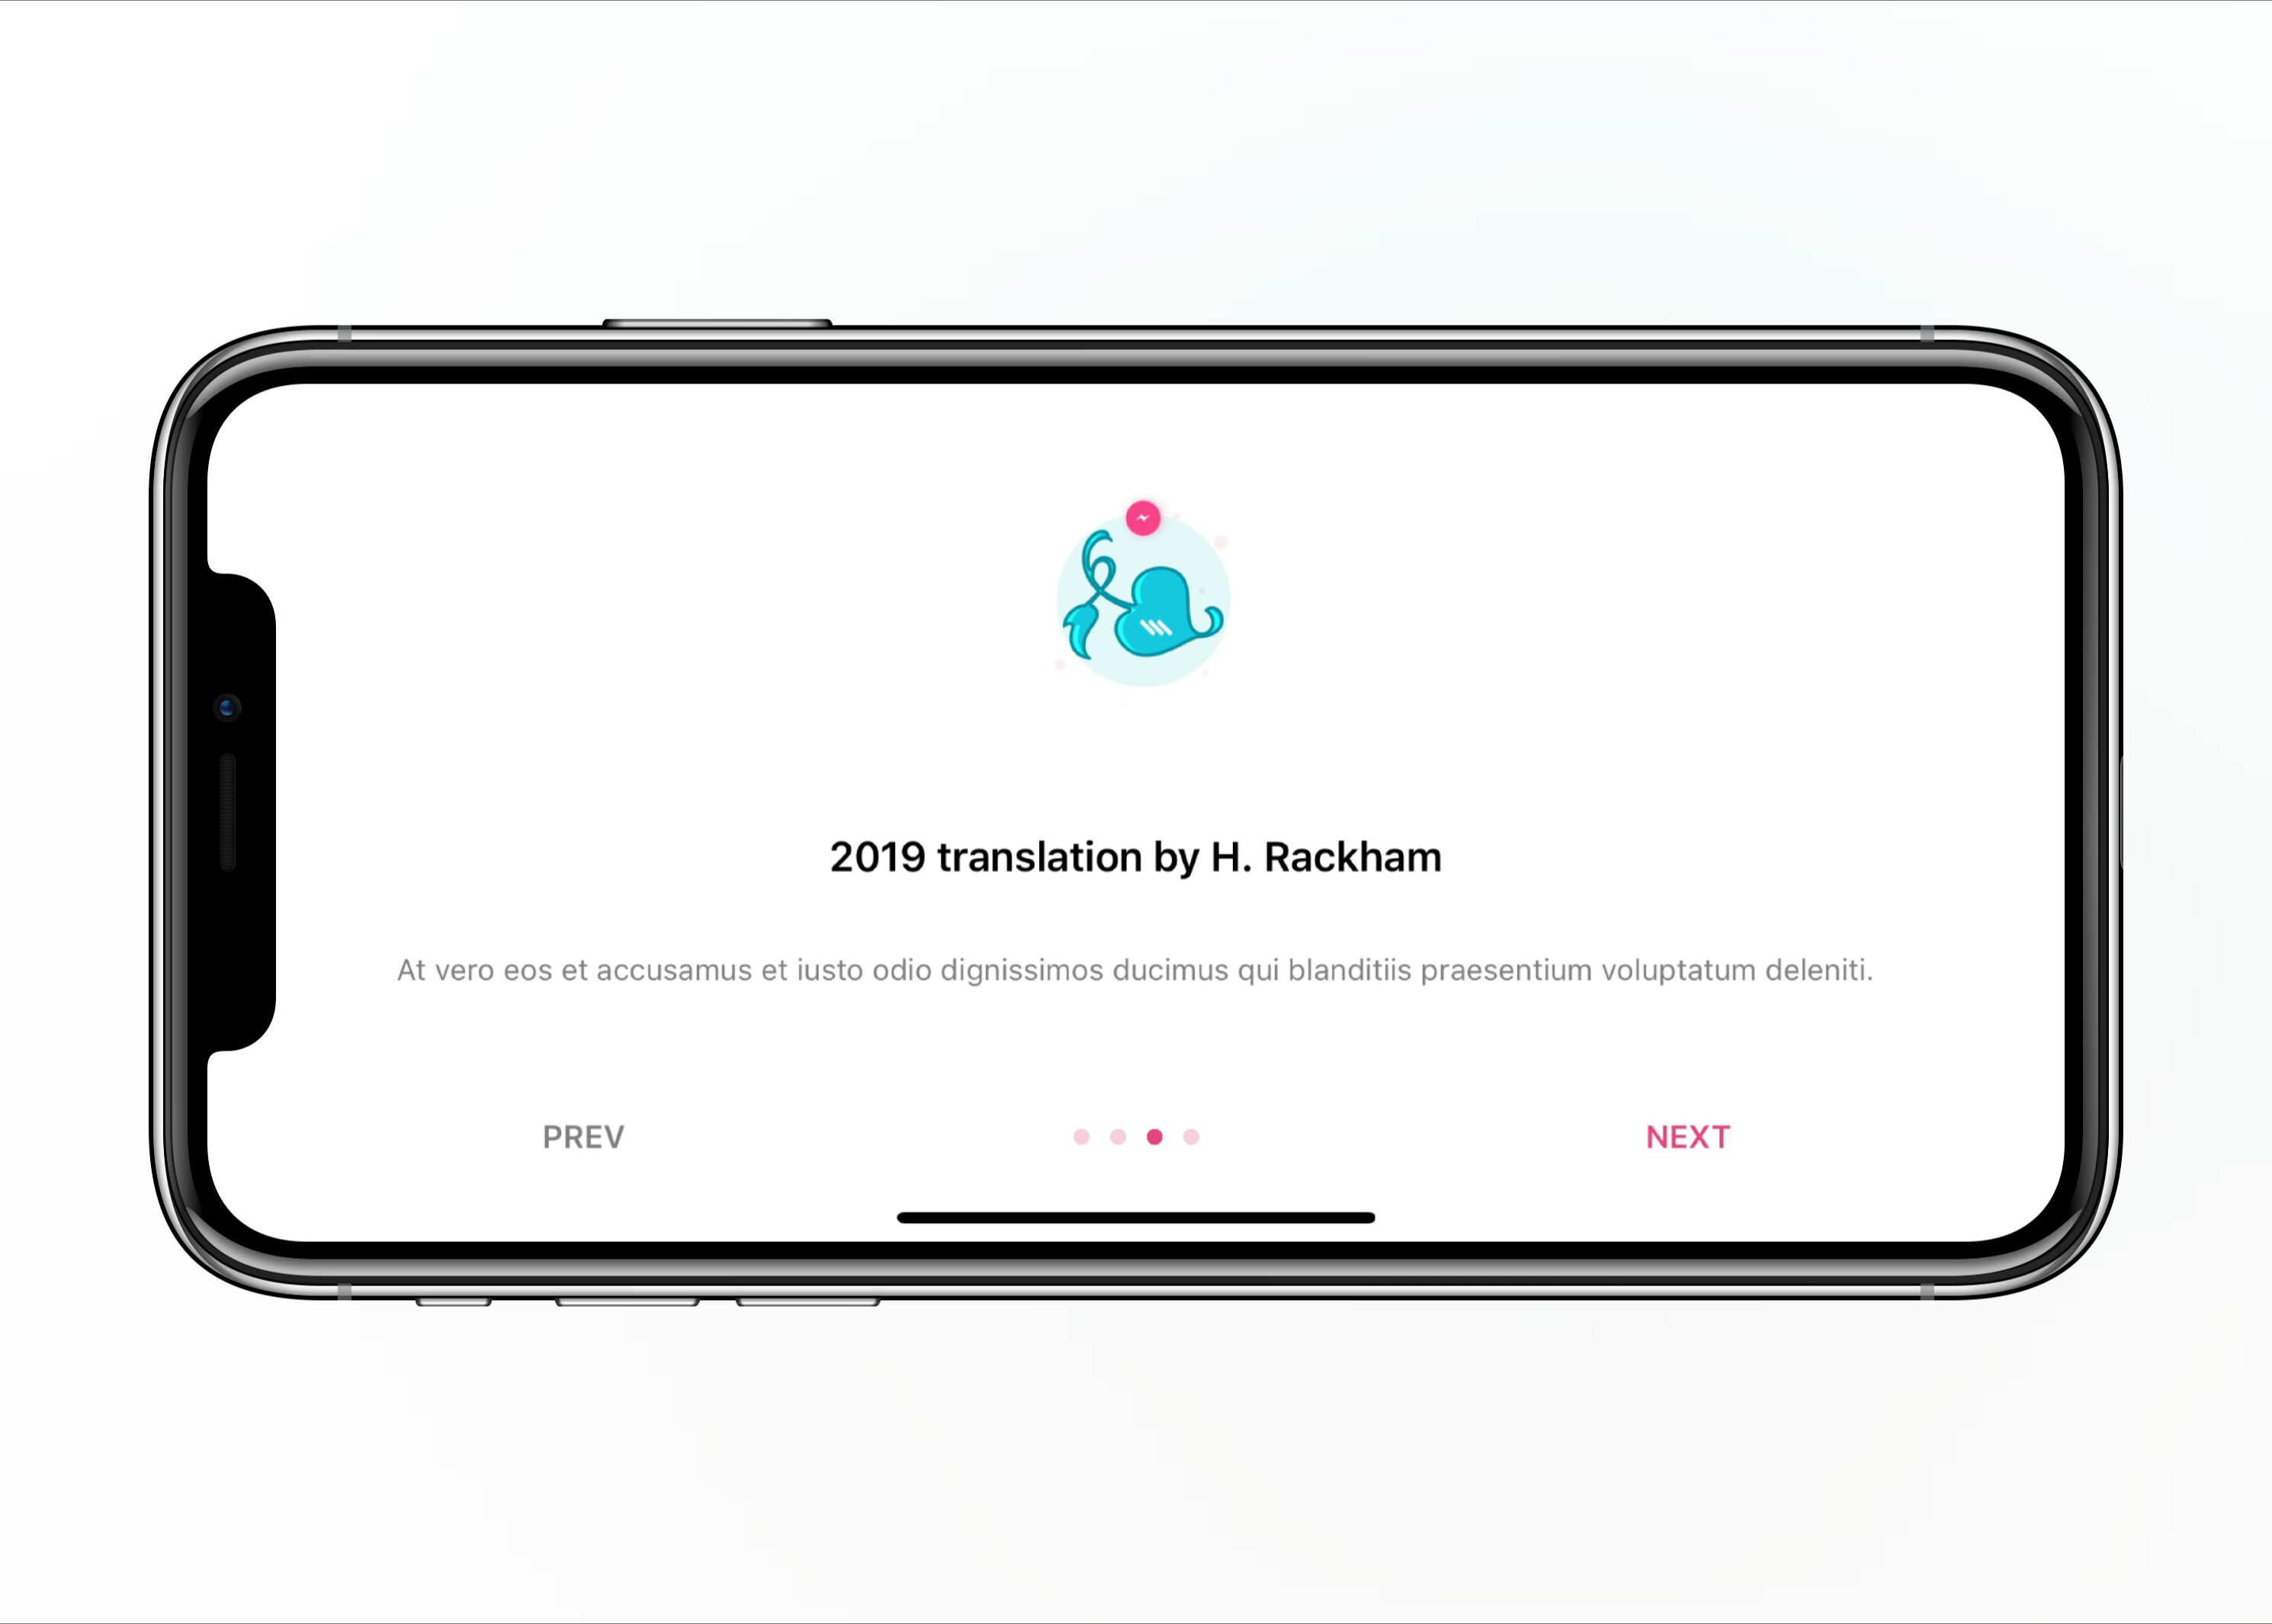 2019 translation by H. Rackham
At vero eos et accusamus et iusto odio dignissimos ducimus qui blanditiis praesentium voluptatum deleniti.
PREV
NEXT